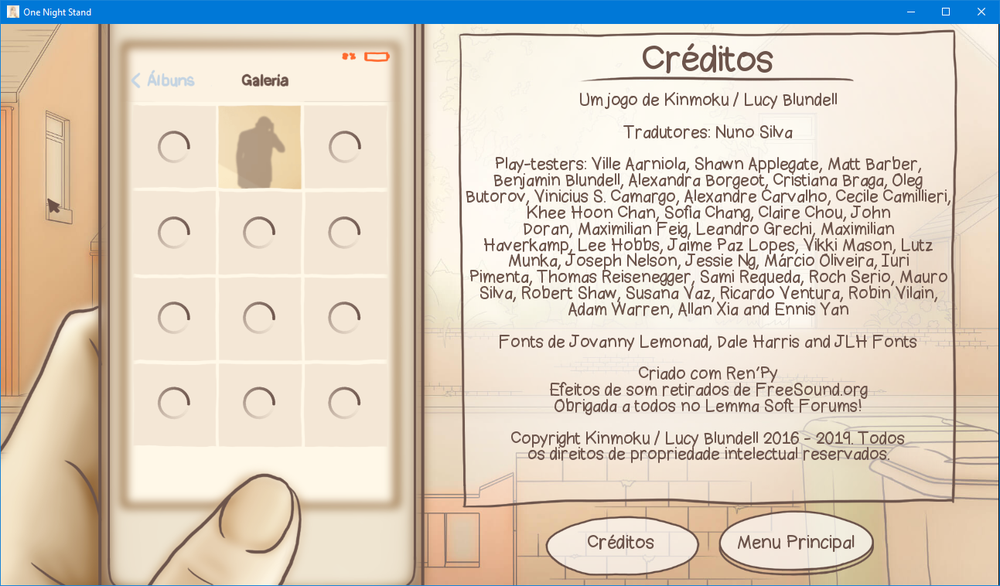 One Night Stand
8%
Álbuns
Galeria
Créditos
Um jogo de Kinmoku / Lucy Blundell
Tradutores: Nuno Silva
Play-testers: Ville Aarniola, Shawn Applegate, Matt Barber,
Benjamin Blundell, Alexandra Borgeot, Cristiana Braga, Oleg
Butorov, Vinicius S. Camargo, Alexandre Carvalho, Cecile Camillieri,
Khee Hoon Chan, Sofia Chang, Claire Chou, John
Doran, Maximilian Feig, Leandro Grechi, Maximilian
Haverkamp, Lee Hobbs, Jaime Paz Lopes, Vikki Mason, Lutz
Munka, Joseph Nelson, Jessie Ng, Márcio Oliveira, Iuri
Pimenta, Thomas Reisenegger, Sami Requeda, Roch Serio, Mauro
Silva, Robert Shaw, Susana Vaz, Ricardo Ventura, Robin Vilain,
Adam Warren, Allan Xia and Ennis Yan
Fonts de Jovanny Lemonad, Dale Harris and JLH Fonts
Criado com Ren'Py
Efeitos de som retirados de FreeSound.org
Obrigada a todos no Lemma Soft Forums!
Copyright Kinmoku / Lucy Blundell 2016 - 2019. Todos
os direitos de propriedade intelectual reservados.
Créditos
Menu Principal